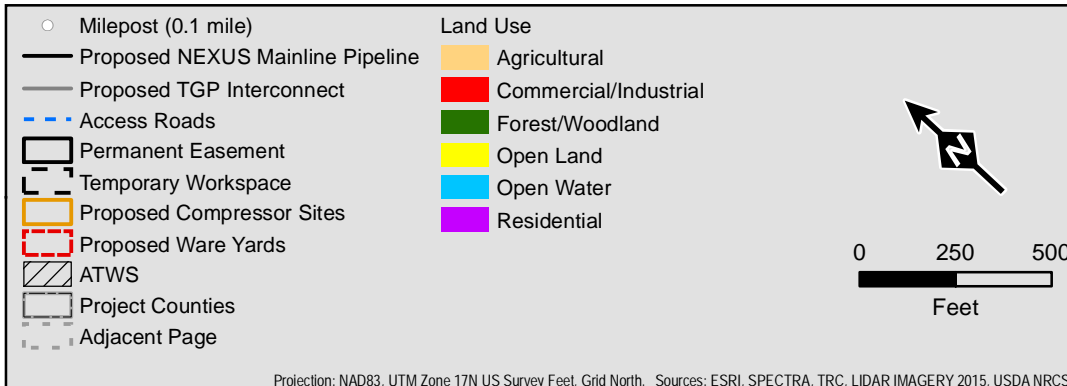 Milepost (0.1 mile)
Proposed NEXUS Mainline Pipeline
Proposed TGP Interconnect
Access Roads
Permanent Easement
Temporary Workspace
Proposed Compressor Sites
Proposed Ware Yards
ATWS
Project Counties
Adjacent Page
Land Use
Agricultural
Commercial/Industrial
Forest/Woodland
Open Land
Open Water
Residential
N
0 250 500
Feet
Projection: NAD83, UTM Zone 17N US Survey Feet, Grid North, Sources: ESRI, SPECTRA, TRC, LIDAR IMAGERY 2015, USDA NRCS